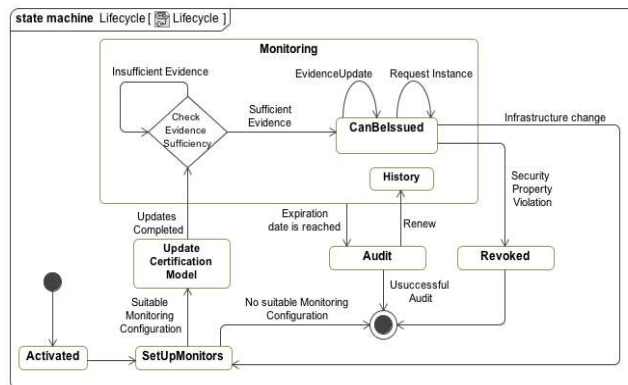 state machine Lifecycle [ Lifecycle ]
Monitoring
Insufficient Evidence
EvidenceUpdate
Request Instance
Check
Evidence
Sufficiency
Sufficient
Evidence
CanBeIssued
Infrastructure change
History
Security
Property
Violation
Updates
Completed
Expiration
date is reached
Renew
Update
Certification
Model
Audit
Revoked
Usuccessful
Audit
Suitable
Monitoring
Configuration
No suitable Monitoring
Configuration
Activated
SetUpMonitors